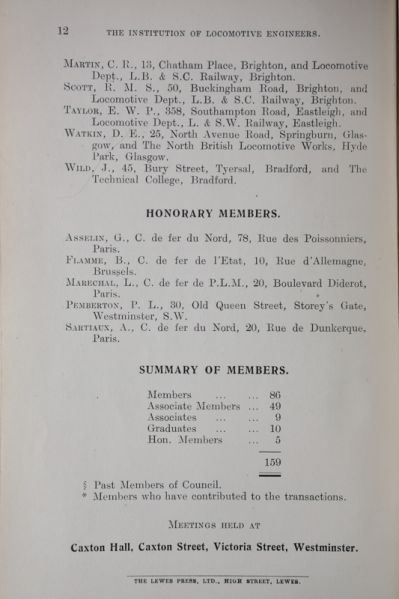 12 THE INSTITUTION OF LOCOMOTIVE ENGINEERS.
MARTIN, C. R., 13, Chatham Place, Brighton, and Locomotive
Dept., L.B. & S.C. Railway, Brighton.
SCOTT, R. M. S., 50, Buckingham Road, Brighton, and
Locomotive Dept., L.B. & S.C. Railway, Brighton.
TAYLOR, E. W. P., 358, Southampton Road, Eastleigh, and
Locomotive Dept., L. & S.W. Railway, Eastleigh.
WATKIN, D. E., 25, North Avenue Road, Springburn, Glas-
gow, and The North British Locomotive Works, Hyde
Park, Glasgow.
WILD, J., 45, Bury Street, Tyersal, Bradford, and The
Technical College, Bradford.
HONORARY MEMBERS.
ASSELIN, G., C. de fer du Nord, 78, Rue des Poissonniers,
Paris.
FLAMME, B., C. de fer de l'Etat, 10, Rue d'Allemagne,
Brussels.
MARECHAL, L., C. de fer de P.L.M., 20, Boulevard Diderot,
Paris.
PEMBERTON, P. L., 30, Old Queen Street, Storey's Gate,
Westminster, S.W.
SARTIAUX, A., C. de fer du Nord, 20, Rue de Dunkerque,
Paris.
SUMMARY OF MEMBERS.
Members ... ... 86
Associate Members ... 49
Associates ... ... 9
Graduates ... ... 10
Hon. Members ... 5
159
§ Past Members of Council.
* Members who have contributed to the transactions.
MEETINGS HELD AT
Caxton Hall, Caxton Street, Victoria Street, Westminster.
THE LEWES PRESS, LTD., HIGH STREET, LEWES.